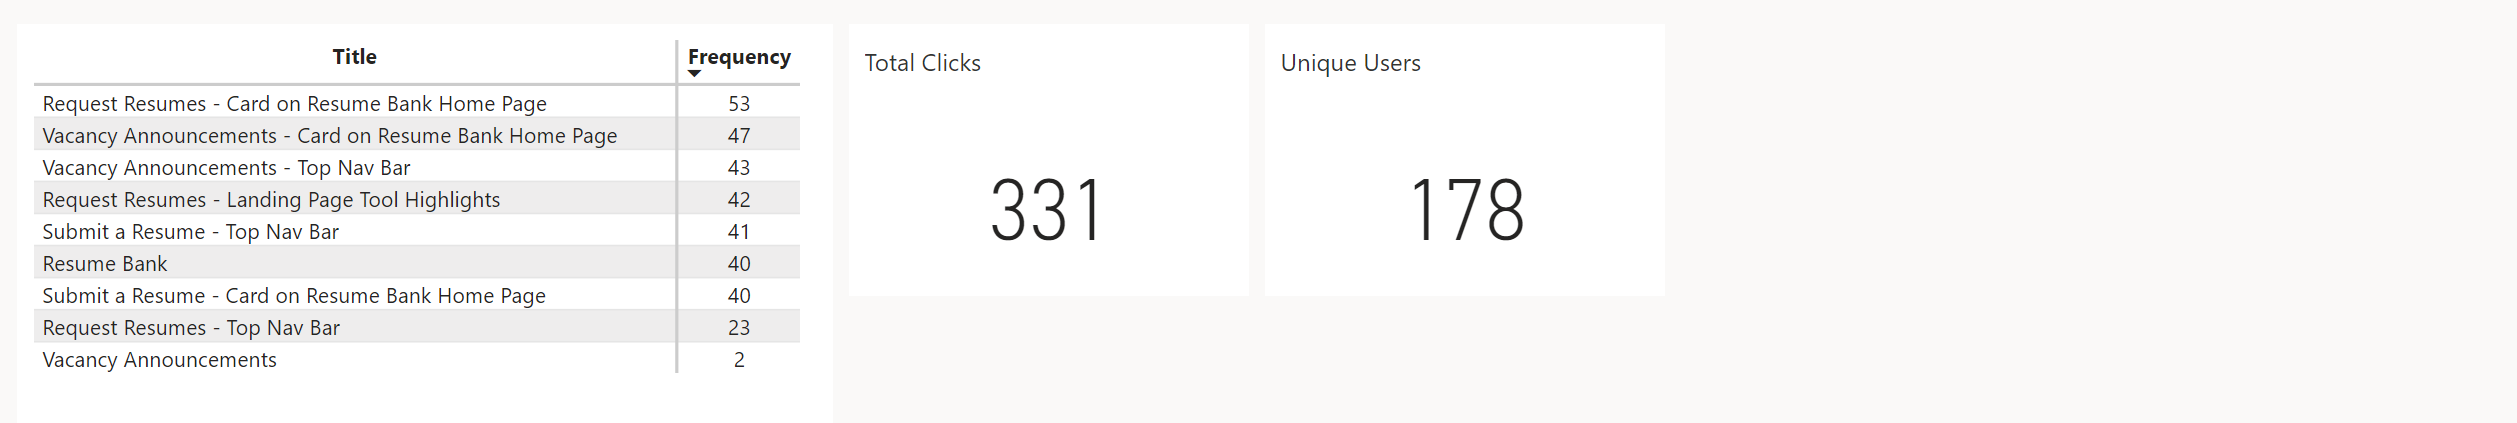 Title Frequency
Request Resumes - Card on Resume Bank Home Page 53
Vacancy Announcements - Card on Resume Bank Home Page 47
Vacancy Announcements - Top Nav Bar 43
Request Resumes - Landing Page Tool Highlights 42
Submit a Resume - Top Nav Bar 41
Resume Bank 40
Submit a Resume - Card on Resume Bank Home Page 40
Request Resumes - Top Nav Bar 23
Vacancy Announcements 2
Total Clicks
331
Unique Users
178